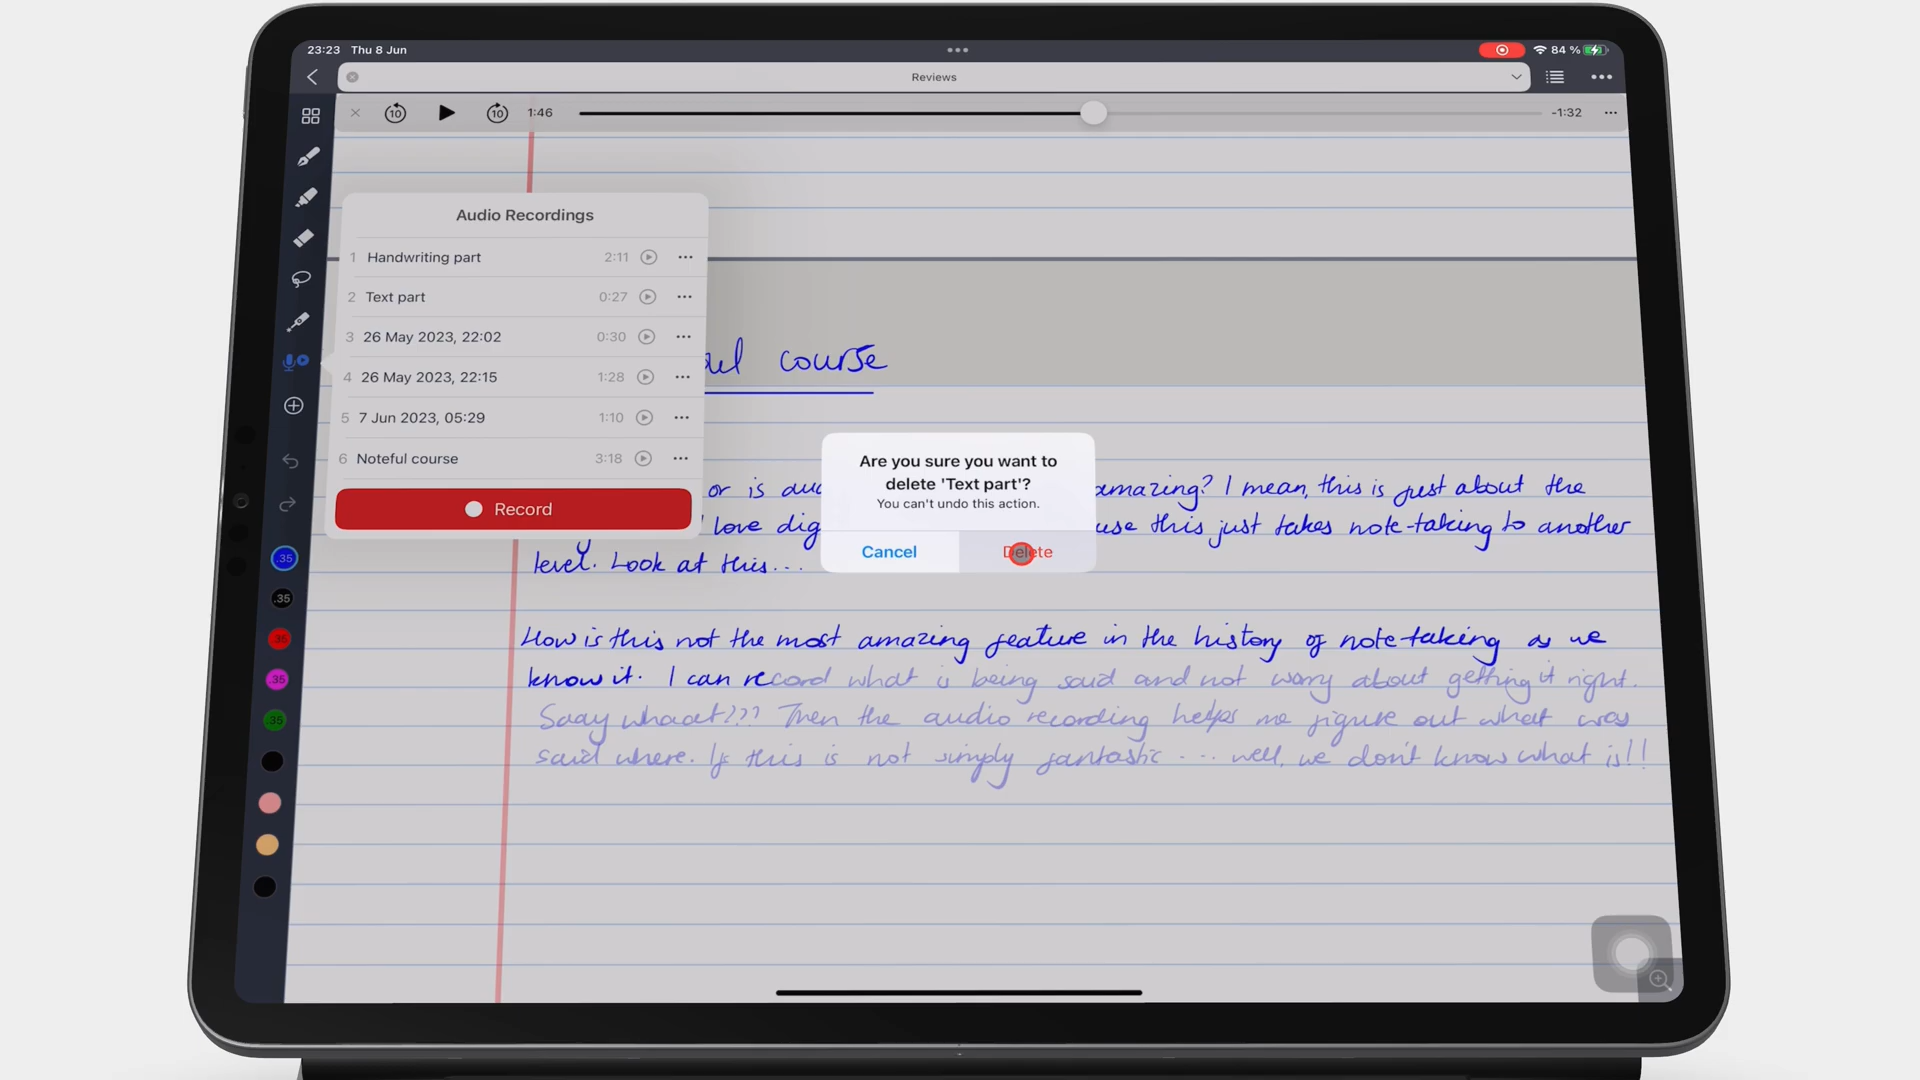 23:23 Thu 8 Jun
84 %
Reviews
10
10
1:46
-1:32
Audio Recordings
1 Handwriting part 2:11
2 Text part 0:27
3 26 May 2023, 22:02 0:30
4 26 May 2023, 22:15 1:28
5 7 Jun 2023, 05:29 1:10
6 Noteful course 3:18
Record
course
Are you sure you want to
delete 'Text part'?
You can't undo this action.
Cancel
Delete
or is amazing? I mean, this is just about the
love this just takes note-taking to another
level. Look at this...
How is this not the most amazing feature in the history of note-taking as we
know it. I can record what is being said and not worry about getting it right.
Saay whaat??? Then the audio recording helps me figure out what was
said where. If this is not simply fantastic ... well, we don't know what is!!
.35
.35
.35
.35
.35